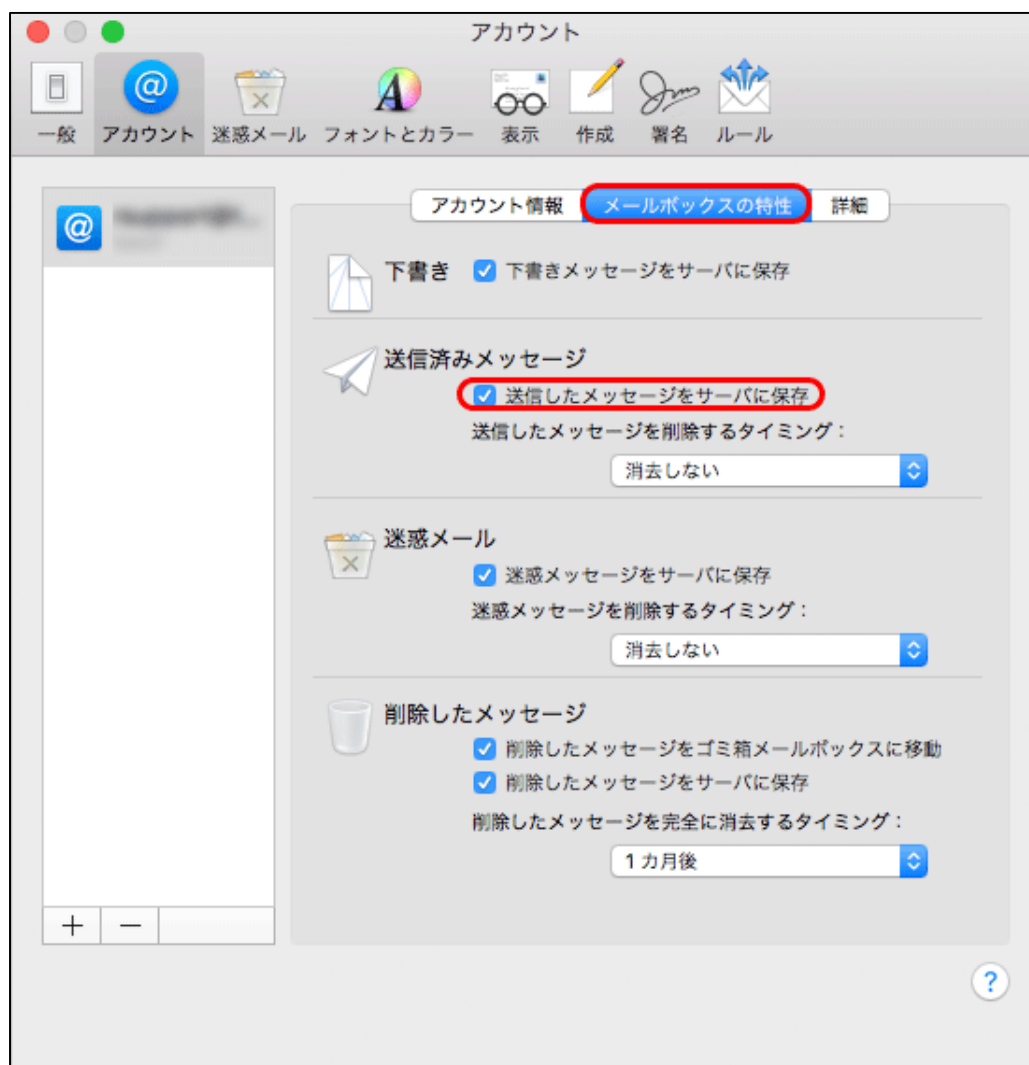 アカウント
一般 アカウント 迷惑メール フォントとカラー 表示 作成 署名 ルール
アカウント情報 メールボックスの特性 詳細
下書き 下書きメッセージをサーバに保存
送信済みメッセージ
送信したメッセージをサーバに保存
送信したメッセージを削除するタイミング：
消去しない
迷惑メール
迷惑メッセージをサーバに保存
迷惑メッセージを削除するタイミング：
消去しない
削除したメッセージ
削除したメッセージをゴミ箱メールボックスに移動
削除したメッセージをサーバに保存
削除したメッセージを完全に消去するタイミング：
1 カ月後
+ −
?